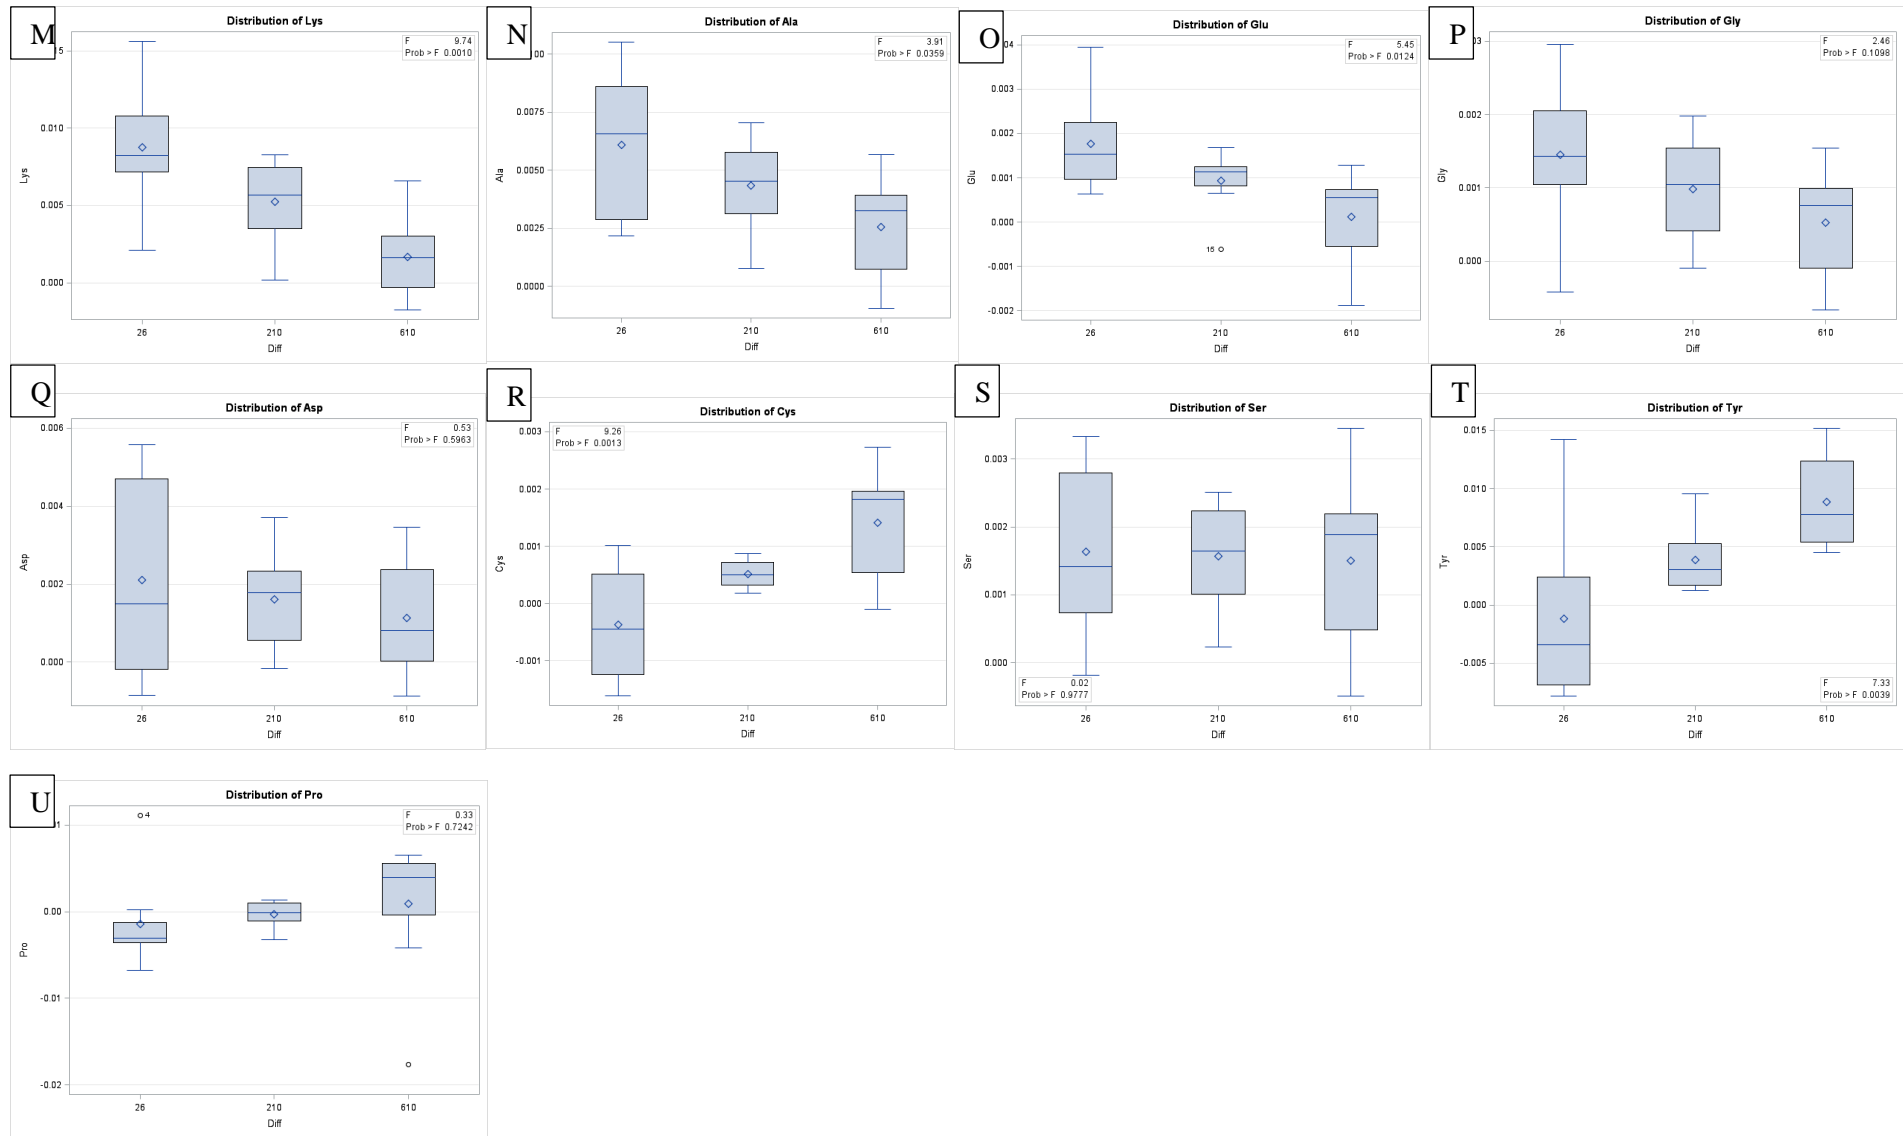 M
Distribution of Lys
F 9.74
Prob > F 0.0010
15
0.010
0.005
0.000
Lys
26 210 610
Diff
N
Distribution of Ala
F 3.91
Prob > F 0.0359
00
0.0075
0.0050
0.0025
0.0000
Ala
26 210 610
Diff
O
Distribution of Glu
F 5.45
Prob > F 0.0124
04
0.003
0.002
0.001
0.000
-0.001
-0.002
Glu
15
26 210 610
Diff
P
Distribution of Gly
F 2.46
Prob > F 0.1098
03
0.002
0.001
0.000
Gly
26 210 610
Diff
Q
Distribution of Asp
F 0.53
Prob > F 0.5963
0.006
0.004
0.002
0.000
Asp
26 210 610
Diff
R
Distribution of Cys
F 9.26
Prob > F 0.0013
0.003
0.002
0.001
0.000
-0.001
Cys
26 210 610
Diff
S
Distribution of Ser
0.003
0.002
0.001
0.000
Ser
F 0.02
Prob > F 0.9777
26 210 610
Diff
T
Distribution of Tyr
0.015
0.010
0.005
0.000
-0.005
Tyr
F 7.33
Prob > F 0.0039
26 210 610
Diff
U
Distribution of Pro
F 0.33
Prob > F 0.7242
4
01
0.00
-0.01
-0.02
Pro
26 210 610
Diff